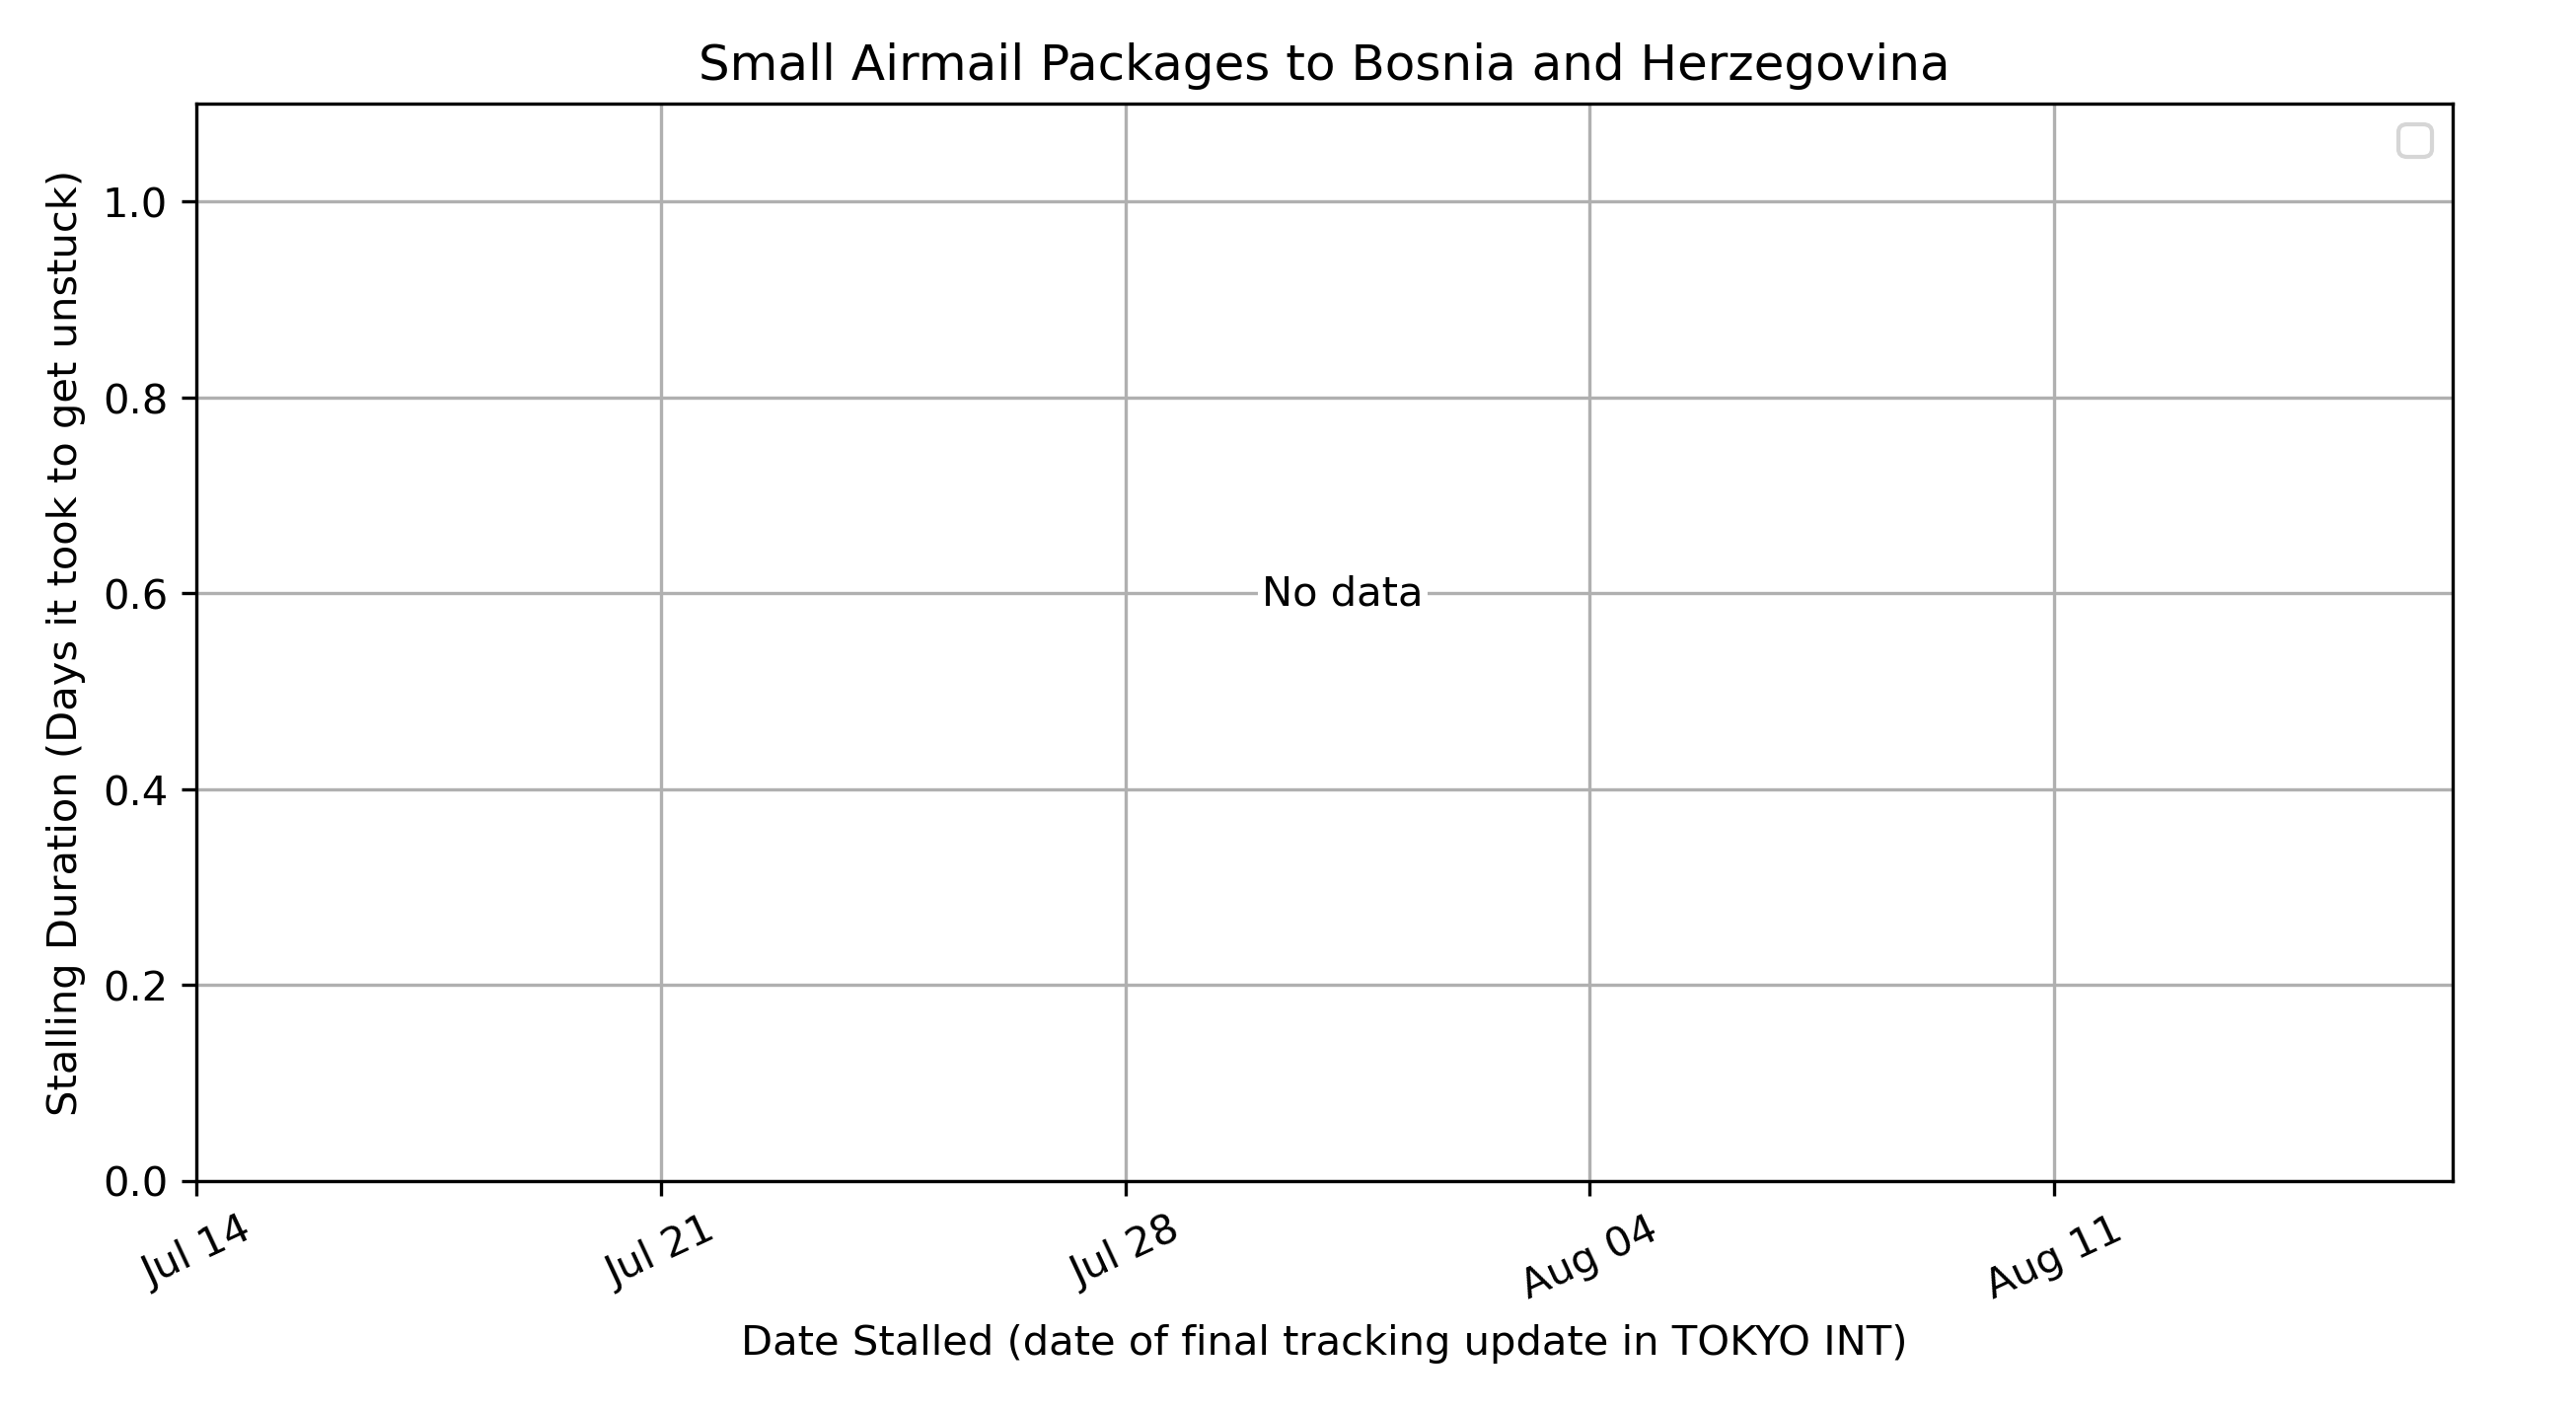 Small Airmail Packages to Bosnia and Herzegovina
Stalling Duration (Days it took to get unstuck)
1.0
0.8
0.6
0.4
0.2
0.0
No data
Jul 14
Jul 21
Jul 28
Aug 04
Aug 11
Date Stalled (date of final tracking update in TOKYO INT)